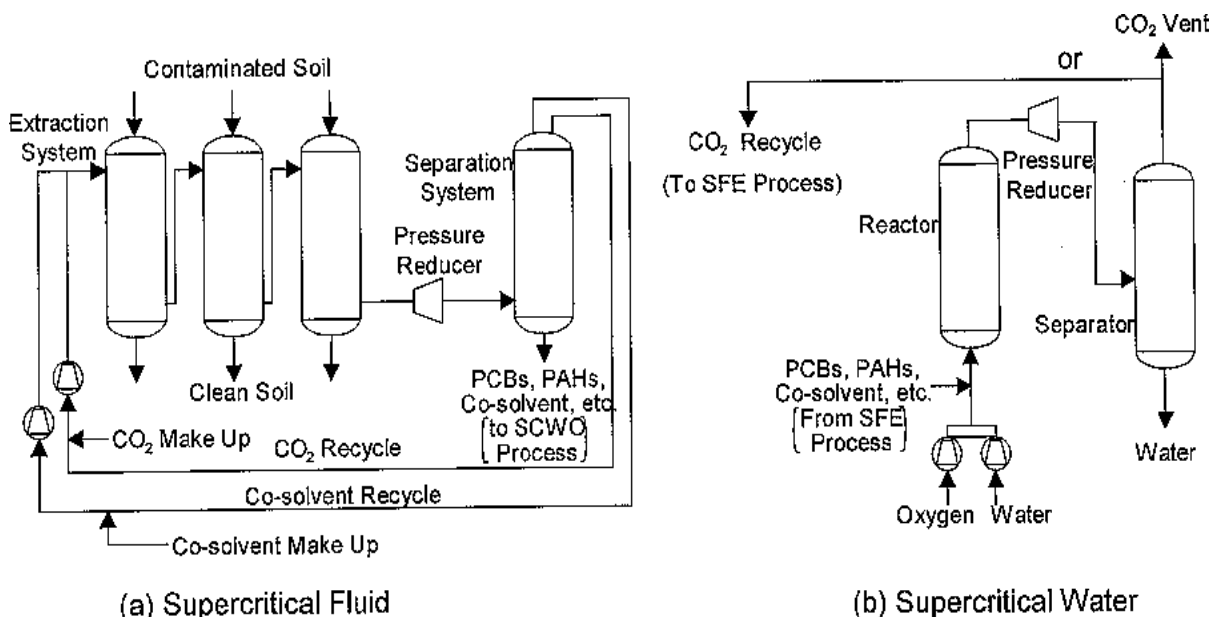 Contaminated Soil
Extraction
System
Separation
System
Pressure
Reducer
Clean Soil
PCBs, PAHs,
Co-solvent, etc.
to SCWO
Process
CO₂ Make Up
CO₂ Recycle
Co-solvent Recycle
Co-solvent Make Up
(a) Supercritical Fluid
CO₂ Vent
or
CO₂ Recycle
(To SFE Process)
Pressure
Reducer
Reactor
Separator
PCBs, PAHs,
Co-solvent, etc.
From SFE
Process
Water
Oxygen
Water
(b) Supercritical Water